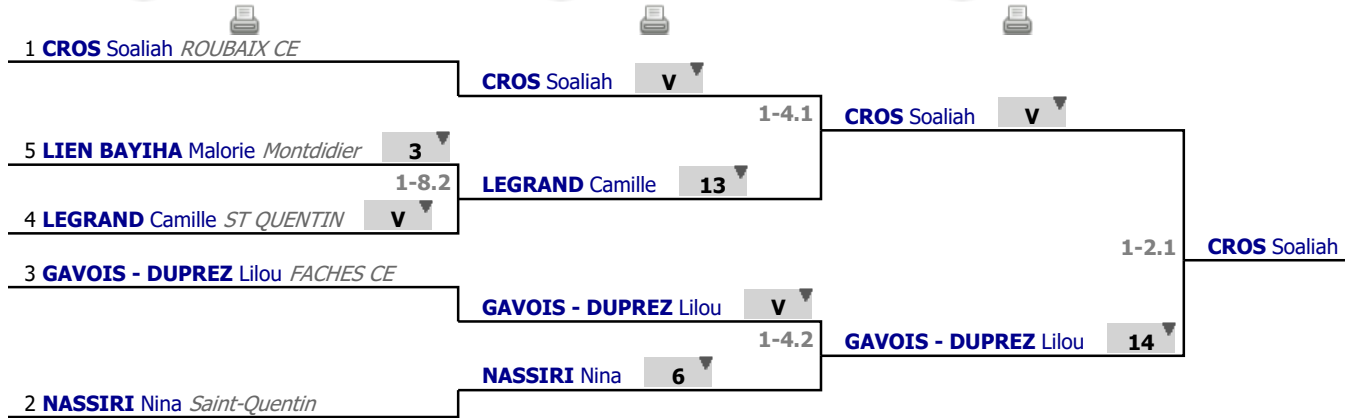 1 CROS Soaliah ROUBAIX CE
CROS Soaliah V
1-4.1
CROS Soaliah V
5 LIEN BAYIHA Malorie Montdidier 3
1-8.2
LEGRAND Camille 13
4 LEGRAND Camille ST QUENTIN V
1-2.1
CROS Soaliah
3 GAVOIS - DUPREZ Lilou FACHES CE
GAVOIS - DUPREZ Lilou V
1-4.2
GAVOIS - DUPREZ Lilou 14
NASSIRI Nina 6
2 NASSIRI Nina Saint-Quentin